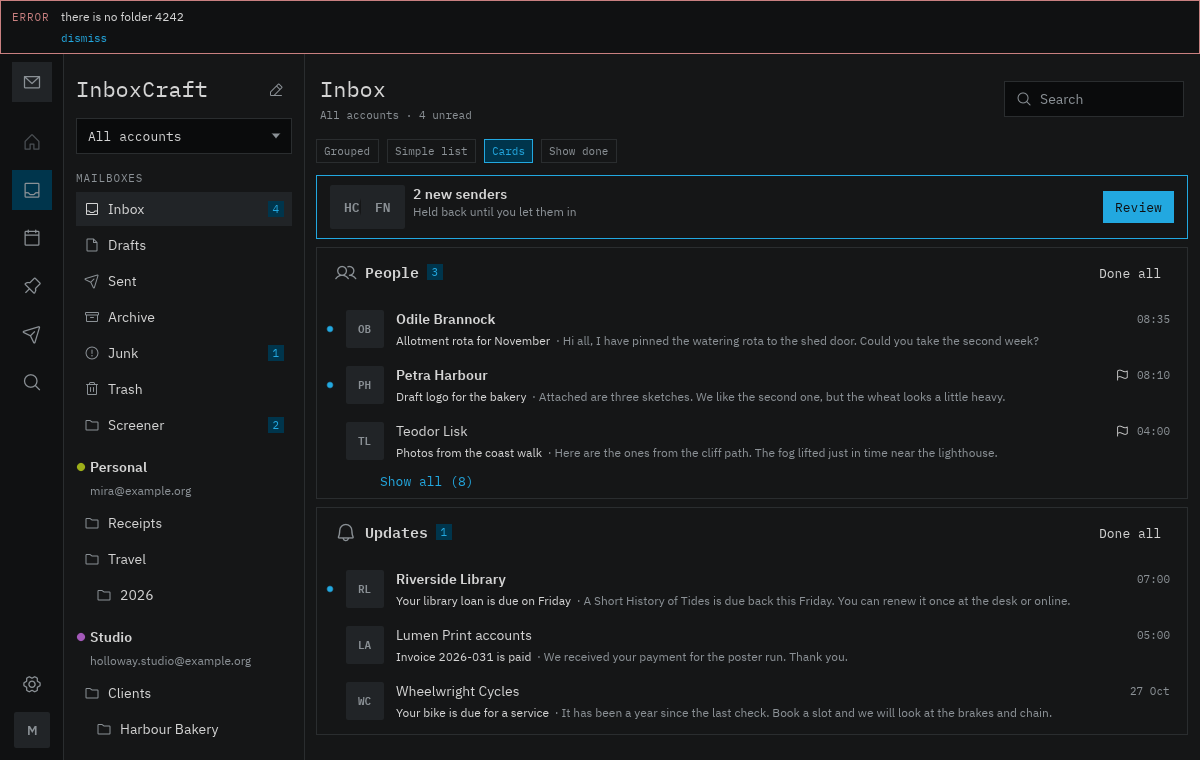 ERROR there is no folder 4242
dismiss
InboxCraft
All accounts
MAILBOXES
Inbox 4
Drafts
Sent
Archive
Junk 1
Trash
Screener 2
Personal
mira@example.org
Receipts
Travel
2026
Studio
holloway.studio@example.org
Clients
Harbour Bakery
M
Inbox
All accounts · 4 unread
Search
Grouped Simple list Cards Show done
HC FN
2 new senders
Held back until you let them in
Review
People 3
Done all
OB
Odile Brannock 08:35
Allotment rota for November · Hi all, I have pinned the watering rota to the shed door. Could you take the second week?
PH
Petra Harbour 08:10
Draft logo for the bakery · Attached are three sketches. We like the second one, but the wheat looks a little heavy.
TL
Teodor Lisk 04:00
Photos from the coast walk · Here are the ones from the cliff path. The fog lifted just in time near the lighthouse.
Show all (8)
Updates 1
Done all
RL
Riverside Library 07:00
Your library loan is due on Friday · A Short History of Tides is due back this Friday. You can renew it once at the desk or online.
LA
Lumen Print accounts 05:00
Invoice 2026-031 is paid · We received your payment for the poster run. Thank you.
WC
Wheelwright Cycles 27 Oct
Your bike is due for a service · It has been a year since the last check. Book a slot and we will look at the brakes and chain.